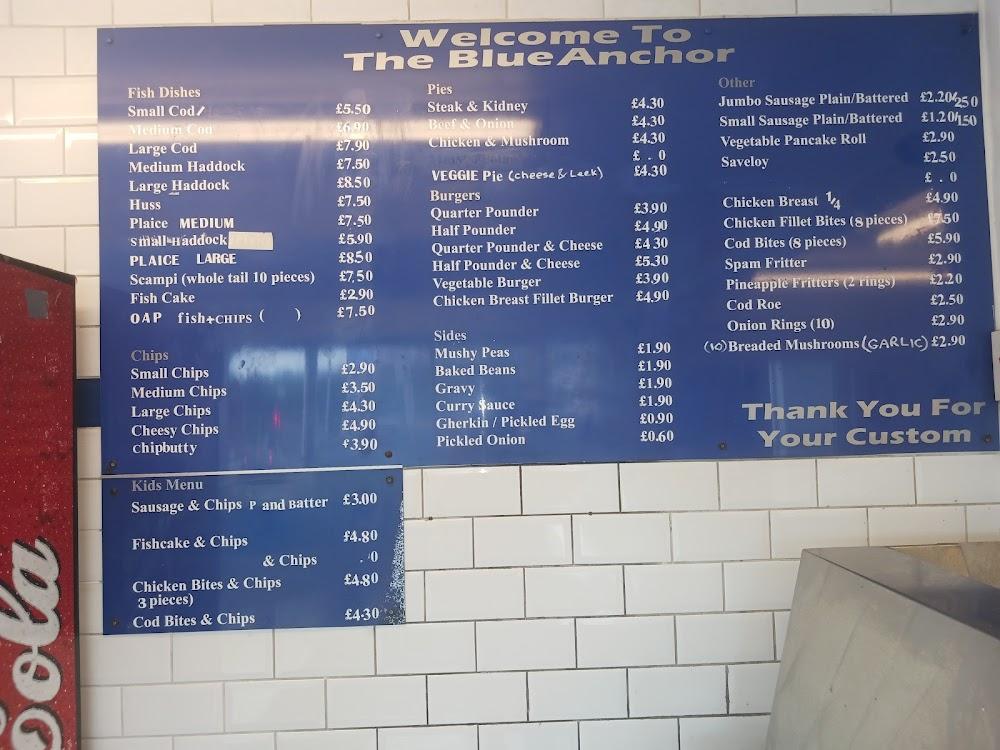 Welcome To
The Blue Anchor
Fish Dishes
Small Cod £5.50
Medium Cod £6.90
Large Cod £7.90
Medium Haddock £7.50
Large Haddock £8.50
Huss £7.50
Plaice MEDIUM £7.50
Small Haddock £5.90
PLAICE LARGE £8.50
Scampi (whole tail 10 pieces) £7.50
Fish Cake £2.90
OAP fish+CHIPS ( ) £7.50
Chips
Small Chips £2.90
Medium Chips £3.50
Large Chips £4.30
Cheesy Chips £4.90
Chipbutty £3.90
Kids Menu
Sausage & Chips P and Batter £3.00
Fishcake & Chips £4.80
& Chips . 0
Chicken Bites & Chips £4.80
3 pieces)
Cod Bites & Chips £4.30
Pies
Steak & Kidney £4.30
Beef & Onion £4.30
Chicken & Mushroom £4.30
£ . 0
VEGGIE Pie (cheese & Leek) £4.30
Burgers
Quarter Pounder £3.90
Half Pounder £4.90
Quarter Pounder & Cheese £4 30
Half Pounder & Cheese £5.30
Vegetable Burger £3.90
Chicken Breast Fillet Burger £4.90
Sides
Mushy Peas £1.90
Baked Beans £1.90
Gravy £1.90
Curry Sauce £1.90
Gherkin / Pickled Egg £0.90
Pickled Onion £0.60
Other
Jumbo Sausage Plain/Battered £2.20/250
Small Sausage Plain/Battered £1.20/150
Vegetable Pancake Roll £2.90
Saveloy £2.50
£ . 0
Chicken Breast 1/4 £4.90
Chicken Fillet Bites (8 pieces) £7.50
Cod Bites (8 pieces) £5.90
Spam Fritter £2.90
Pineapple Fritters (2 rings) £2.20
Cod Roe £2.50
Onion Rings (10) £2.90
(10) Breaded Mushrooms (GARLIC) £2.90
Thank You For
Your Custom
Cola